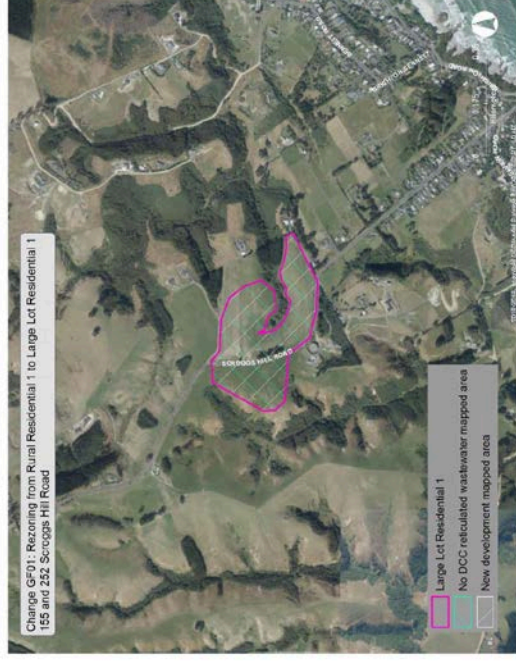 Change GF01: Rezoning from Rural Residential 1 to Large Lot Residential 1
155 and 252 Scroggs Hill Road
SCROGGS HILL ROAD
Large Lot Residential 1
No DCC reticulated wastewater mapped area
New development mapped area